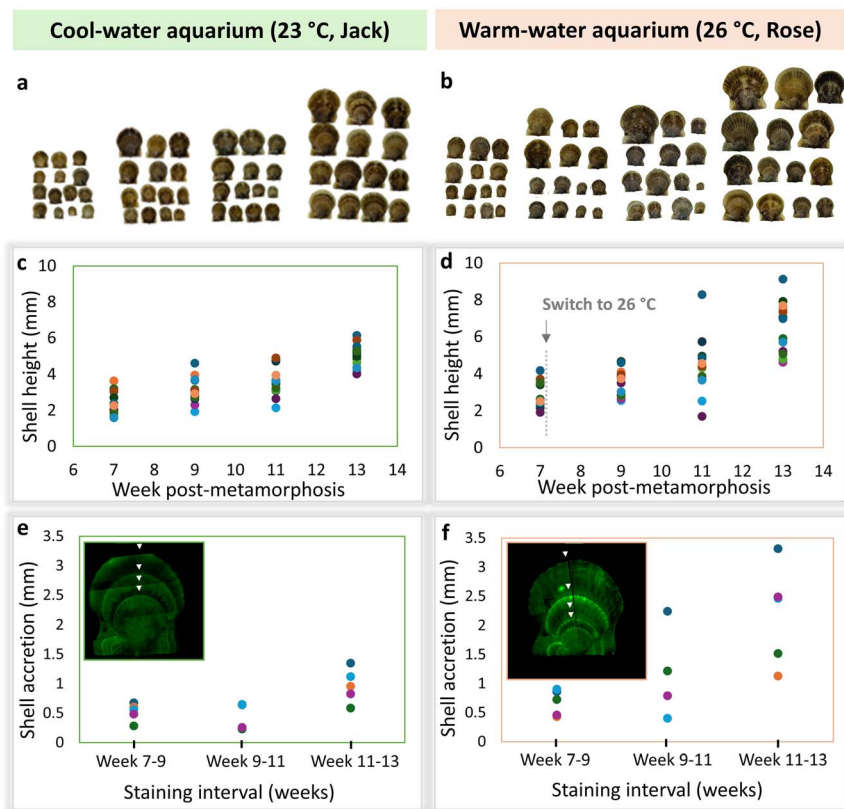 Cool-water aquarium (23 °C, Jack)
Warm-water aquarium (26 °C, Rose)
a
b
c
10
8
6
4
2
0
Shell height (mm)
6 7 8 9 10 11 12 13 14
Week post-metamorphosis
d
Switch to 26 °C
10
8
6
4
2
0
Shell height (mm)
6 7 8 9 10 11 12 13 14
Week post-metamorphosis
e
3.5
3
2.5
2
1.5
1
0.5
0
Shell accretion (mm)
Week 7-9 Week 9-11 Week 11-13
Staining interval (weeks)
f
3.5
3
2.5
2
1.5
1
0.5
0
Shell accretion (mm)
Week 7-9 Week 9-11 Week 11-13
Staining interval (weeks)